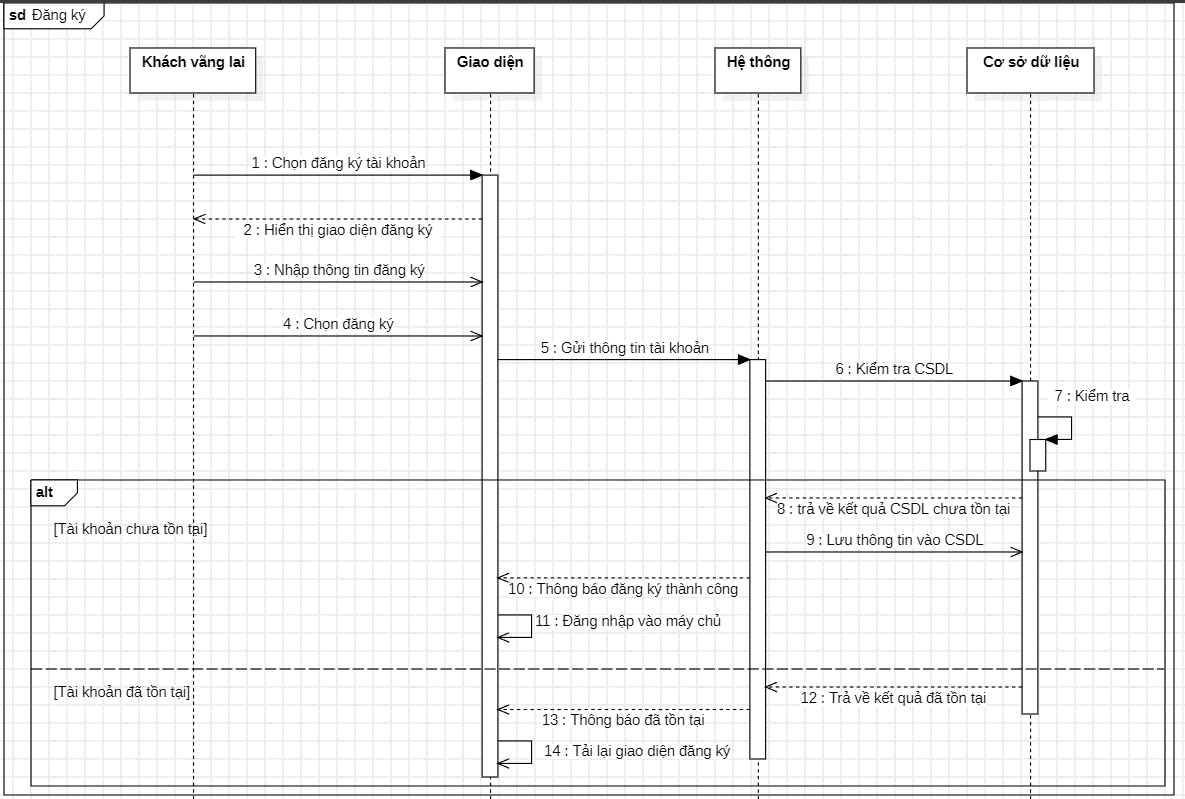 sd Đăng ký
Khách vãng lai
Giao diện
Hệ thông
Cơ sở dữ liệu
1 : Chọn đăng ký tài khoản
2 : Hiển thị giao diện đăng ký
3 : Nhập thông tin đăng ký
4 : Chọn đăng ký
5 : Gửi thông tin tài khoản
6 : Kiểm tra CSDL
7 : Kiểm tra
alt
8 : trả về kết quả CSDL chưa tồn tại
[Tài khoản chưa tồn tại]
9 : Lưu thông tin vào CSDL
10 : Thông báo đăng ký thành công
11 : Đăng nhập vào máy chủ
[Tài khoản đã tồn tại]
12 : Trả về kết quả đã tồn tại
13 : Thông báo đã tồn tại
14 : Tải lại giao diện đăng ký